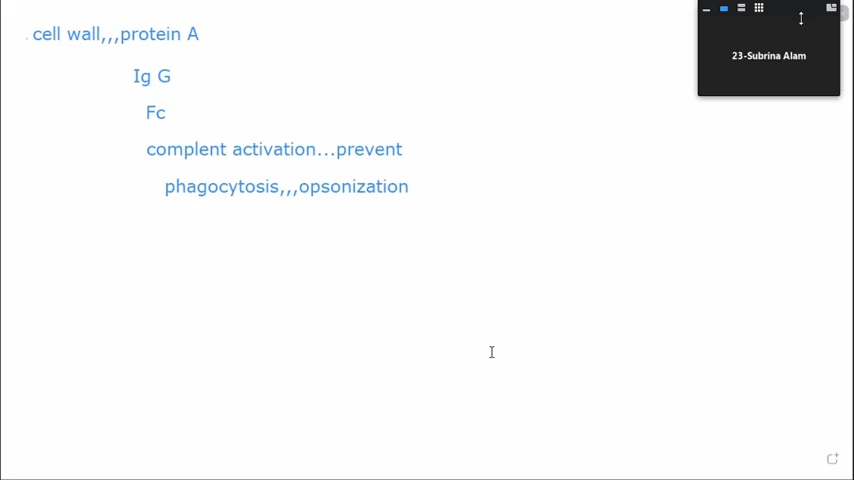 cell wall,,,protein A
Ig G
Fc
complent activation...prevent
phagocytosis,,,opsonization
23-Subrina Alam